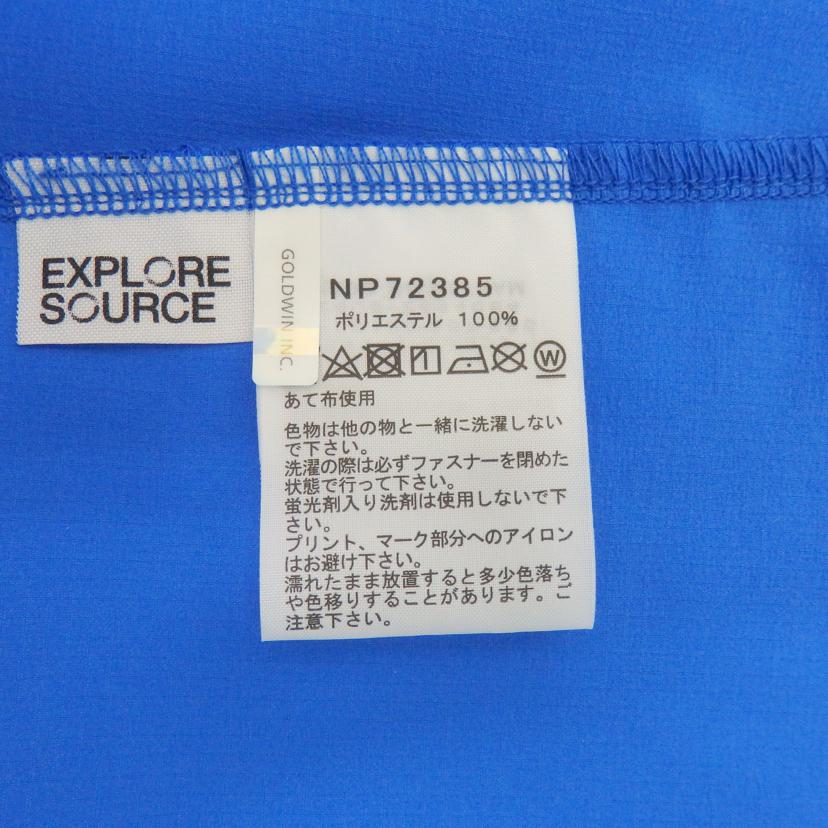 EXPLORE
SOURCE
GOLDWIN INC.
NP72385
ポリエステル 100%
W
あて布使用
色物は他の物と一緒に洗濯しない
で下さい。
洗濯の際は必ずファスナーを閉めた
状態で行って下さい。
蛍光剤入り洗剤は使用しないで下
さい。
プリント、マーク部分へのアイロン
はお避け下さい。
濡れたまま放置すると多少色落ち
や色移りすることがあります。ご
注意下さい。